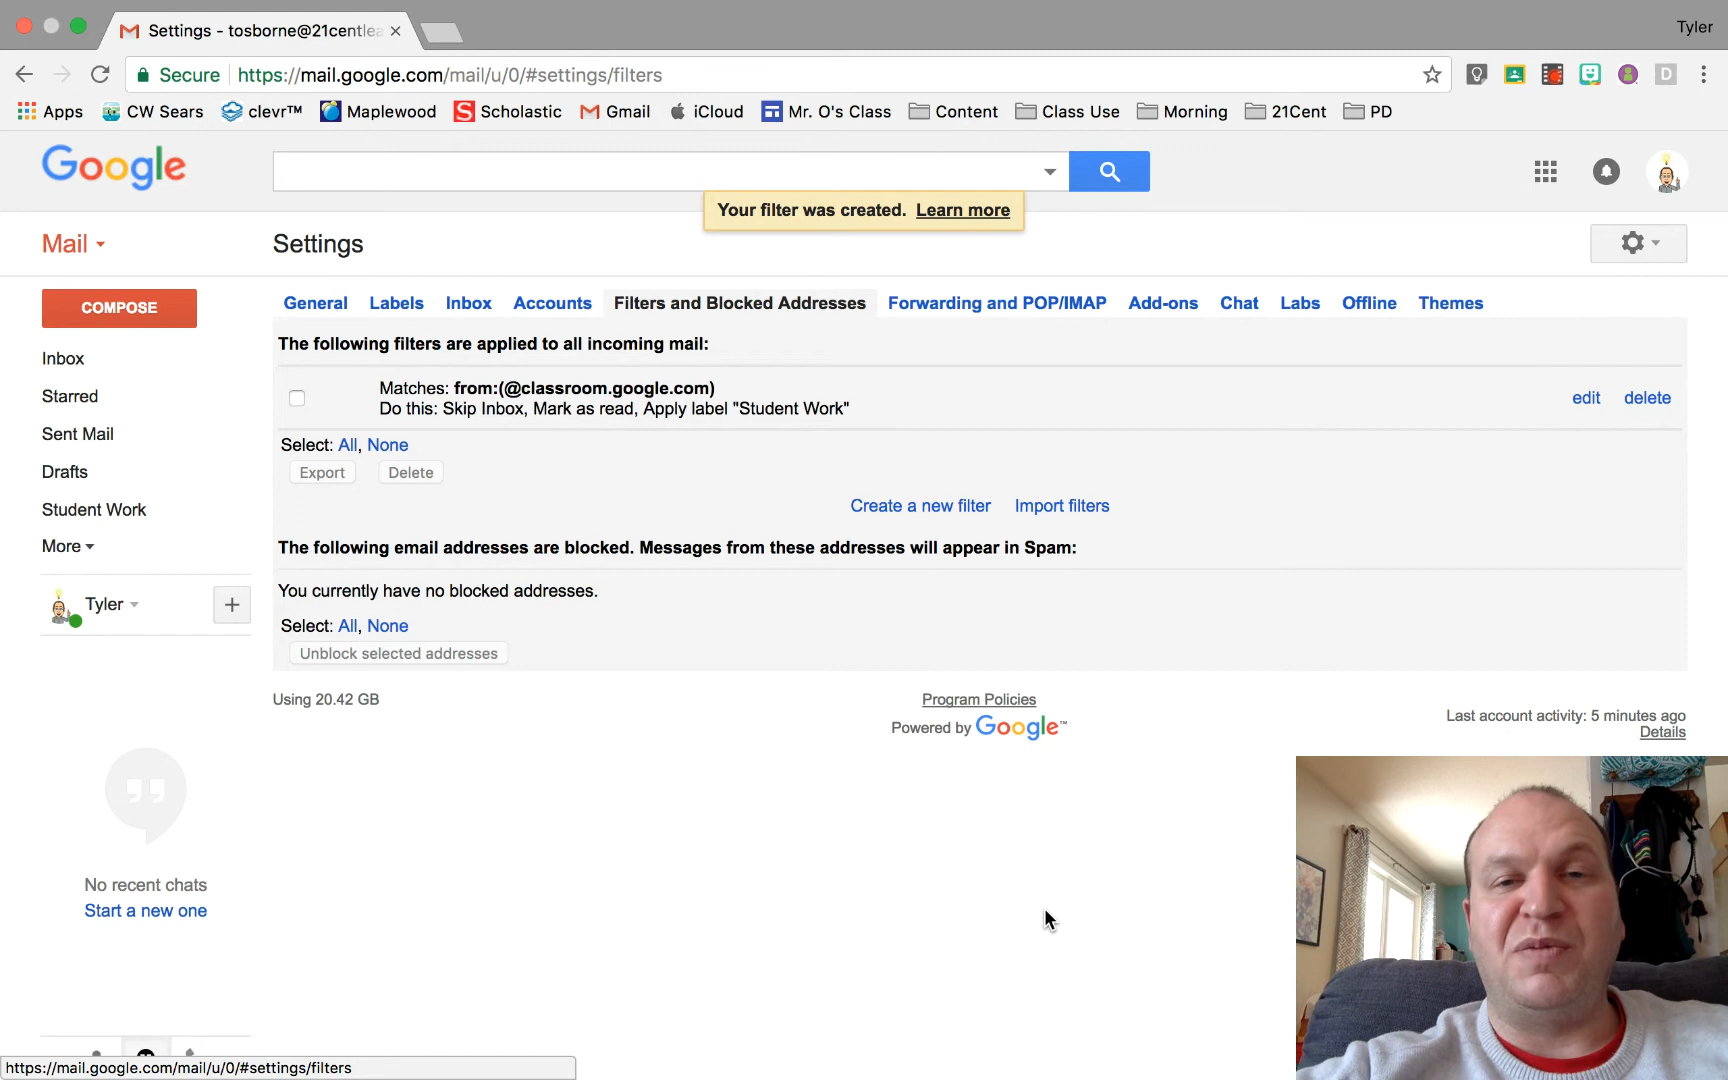 Settings - tosborne@21centlea
Tyler
Secure
https://mail.google.com/mail/u/0/#settings/filters
D
Apps
CW Sears
clevr™
Maplewood
S Scholastic
Gmail
iCloud
Mr. O's Class
Content
Class Use
Morning
21Cent
PD
Google
Your filter was created. Learn more
Mail
Settings
COMPOSE
General
Labels
Inbox
Accounts
Filters and Blocked Addresses
Forwarding and POP/IMAP
Add-ons
Chat
Labs
Offline
Themes
The following filters are applied to all incoming mail:
Inbox
Starred
Sent Mail
Drafts
Student Work
More
Tyler
Matches: from:(@classroom.google.com)
Do this: Skip Inbox, Mark as read, Apply label "Student Work"
edit
delete
Select: All, None
Export
Delete
Create a new filter
Import filters
The following email addresses are blocked. Messages from these addresses will appear in Spam:
You currently have no blocked addresses.
Select: All, None
Unblock selected addresses
Using 20.42 GB
Program Policies
Powered by Google™
Last account activity: 5 minutes ago
Details
No recent chats
Start a new one
https://mail.google.com/mail/u/0/#settings/filters